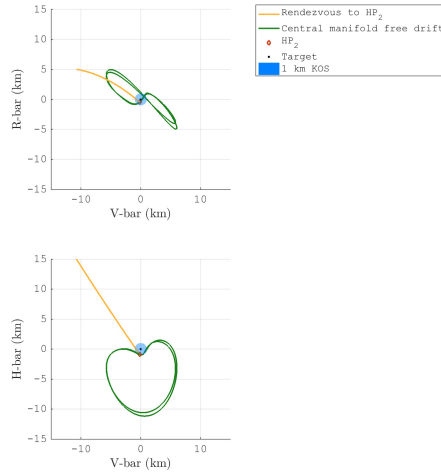 Rendezvous to HP2
Central manifold free drift
HP2
Target
1 km KOS
15
10
5
0
−5
−10
−15
−10
0
10
R-bar (km)
V-bar (km)
15
10
5
0
−5
−10
−15
−10
0
10
H-bar (km)
V-bar (km)